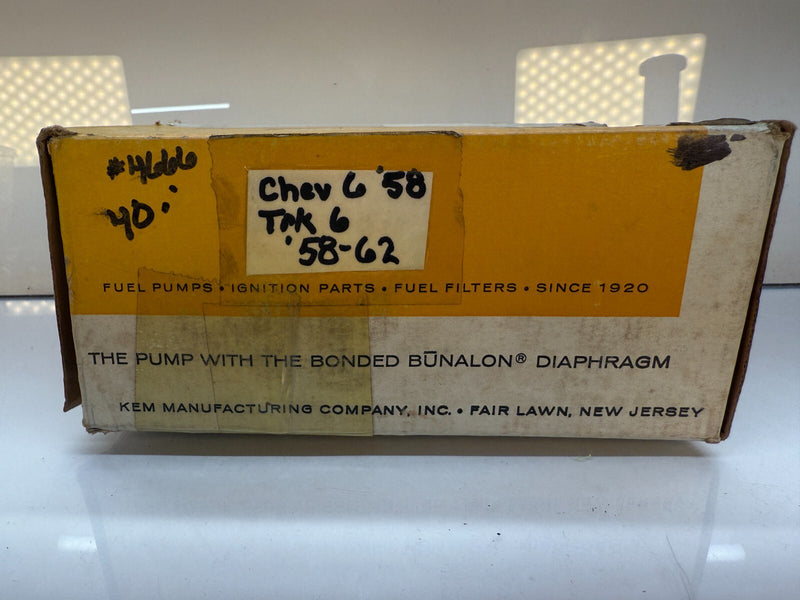 #4666
40
Chev 6 '58
Trk 6
'58-62
FUEL PUMPS • IGNITION PARTS • FUEL FILTERS • SINCE 1920
THE PUMP WITH THE BONDED BŪNALON® DIAPHRAGM
KEM MANUFACTURING COMPANY, INC. • FAIR LAWN, NEW JERSEY